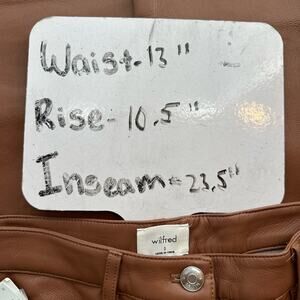 Waist-13"
Rise-10.5"
Inseam=23.5"
wilfred